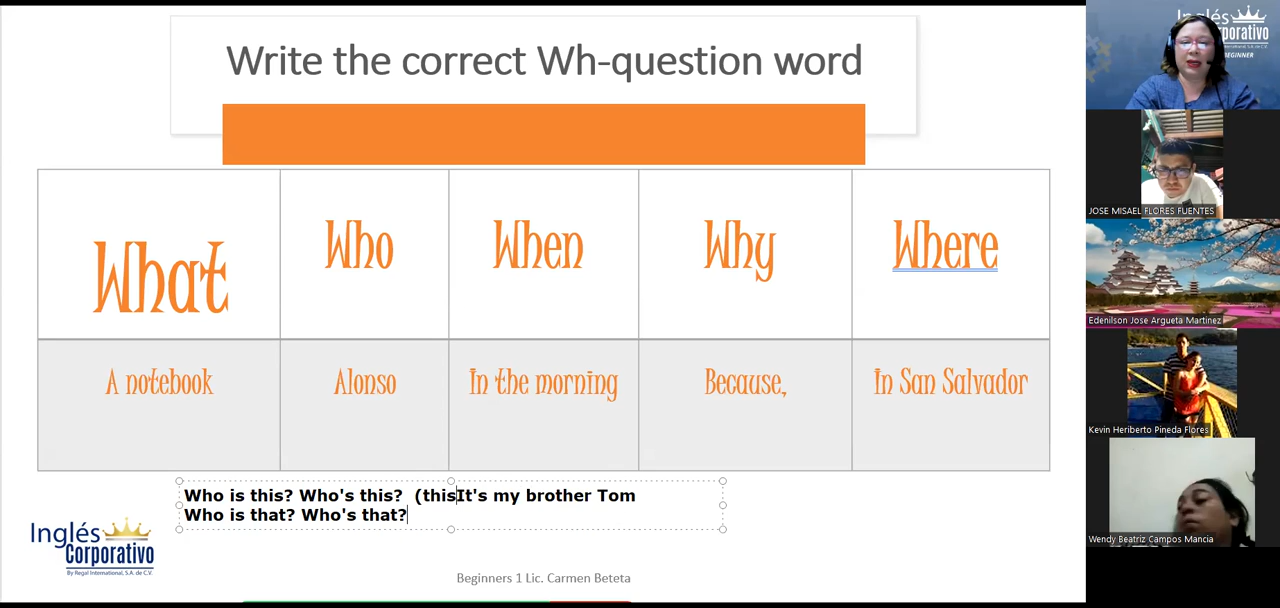 Write the correct Wh-question word
What Who When Why Where
A notebook Alonso In the morning Because, In San Salvador
Who is this? Who's this?  (thisIt's my brother Tom
Who is that? Who's that?
Inglés
Corporativo
By Regal International, S.A. de C.V.
Beginners 1 Lic. Carmen Beteta
Inglés
Corporativo
BEGINNER
JOSE MISAEL FLORES FUENTES
Edenilson Jose Argueta Martinez
Kevin Heriberto Pineda Flores
Wendy Beatriz Campos Mancia